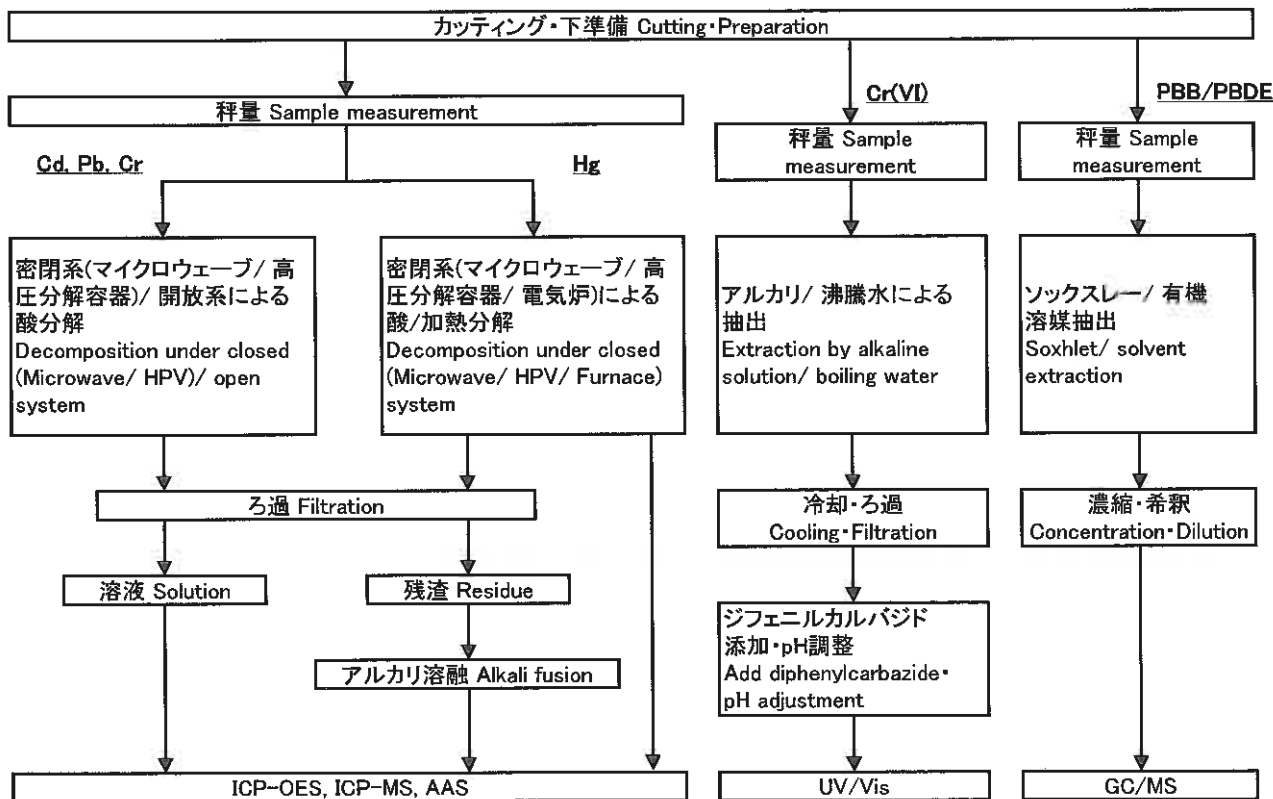 カッティング・下準備 Cutting・Preparation
秤量 Sample measurement
Cd, Pb, Cr
Hg
密閉系(マイクロウェーブ/ 高
圧分解容器)/ 開放系による
酸分解
Decomposition under closed
(Microwave/ HPV)/ open
system
密閉系(マイクロウェーブ/ 高
圧分解容器/ 電気炉)による
酸/加熱分解
Decomposition under closed
(Microwave/ HPV/ Furnace)
system
ろ過 Filtration
溶液 Solution
残渣 Residue
アルカリ溶融 Alkali fusion
ICP-OES, ICP-MS, AAS
Cr(VI)
秤量 Sample
measurement
アルカリ/ 沸騰水による
抽出
Extraction by alkaline
solution/ boiling water
冷却・ろ過
Cooling・Filtration
ジフェニルカルバジド
添加・pH調整
Add diphenylcarbazide・
pH adjustment
UV/Vis
PBB/PBDE
秤量 Sample
measurement
ソックスレー/ 有機
溶媒抽出
Soxhlet/ solvent
extraction
濃縮・希釈
Concentration・Dilution
GC/MS